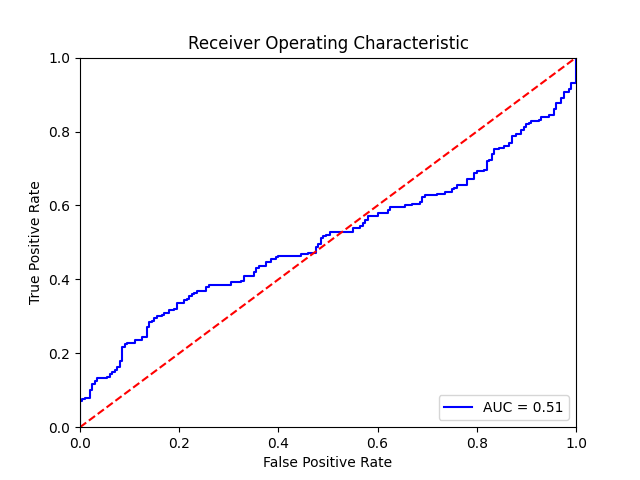 Receiver Operating Characteristic
1.0
0.8
0.6
0.4
0.2
0.0
True Positive Rate
AUC = 0.51
0.0 0.2 0.4 0.6 0.8 1.0
False Positive Rate